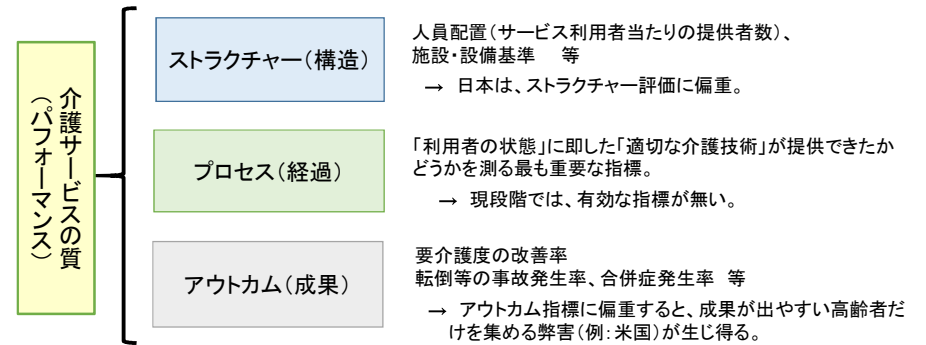 介護サービスの質
（パフォーマンス）
ストラクチャー（構造）
人員配置（サービス利用者当たりの提供者数）、
施設・設備基準　等
→ 日本は、ストラクチャー評価に偏重。
プロセス（経過）
「利用者の状態」に即した「適切な介護技術」が提供できたか
どうかを測る最も重要な指標。
→ 現段階では、有効な指標が無い。
アウトカム（成果）
要介護度の改善率
転倒等の事故発生率、合併症発生率　等
→ アウトカム指標に偏重すると、成果が出やすい高齢者だ
けを集める弊害（例：米国）が生じ得る。